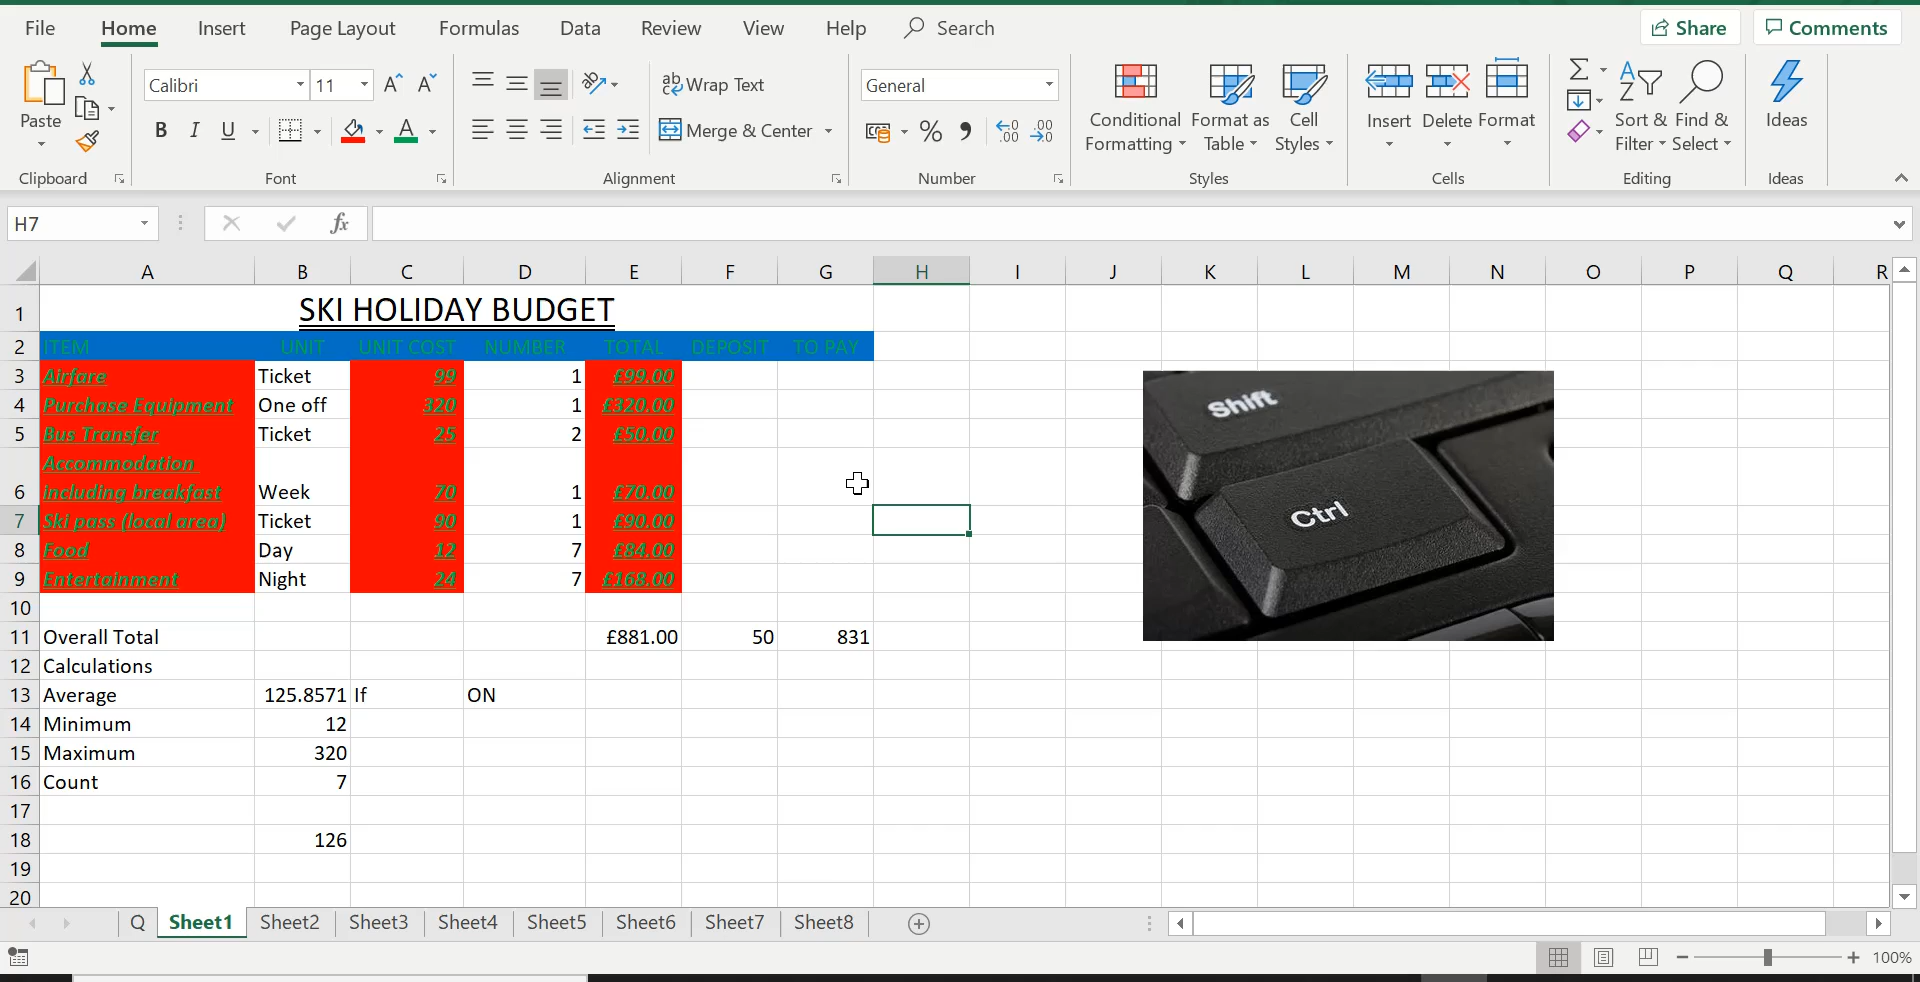 File Home Insert Page Layout Formulas Data Review View Help Search Share Comments
Paste Calibri 11 A A ab Wrap Text General Conditional Formatting Format as Table Cell Styles Insert Delete Format Sort & Filter Find & Select Ideas
B I U A Merge & Center % , .00 .0
Clipboard Font Alignment Number Styles Cells Editing Ideas
H7 fx
A B C D E F G H I J K L M N O P Q R
1 SKI HOLIDAY BUDGET
2 ITEM UNIT UNIT COST NUMBER TOTAL DEPOSIT TO PAY
3 Airfare Ticket 99 1 £99.00
4 Purchase Equipment One off 320 1 £320.00
5 Bus Transfer Ticket 25 2 £50.00
Accommodation
6 including breakfast Week 70 1 £70.00
7 Ski pass (local area) Ticket 90 1 £90.00
8 Food Day 12 7 £84.00
9 Entertainment Night 24 7 £168.00
10
11 Overall Total £881.00 50 831
12 Calculations
13 Average 125.8571 If ON
14 Minimum 12
15 Maximum 320
16 Count 7
17
18 126
19
20
Shift
Ctrl
Q Sheet1 Sheet2 Sheet3 Sheet4 Sheet5 Sheet6 Sheet7 Sheet8
100%